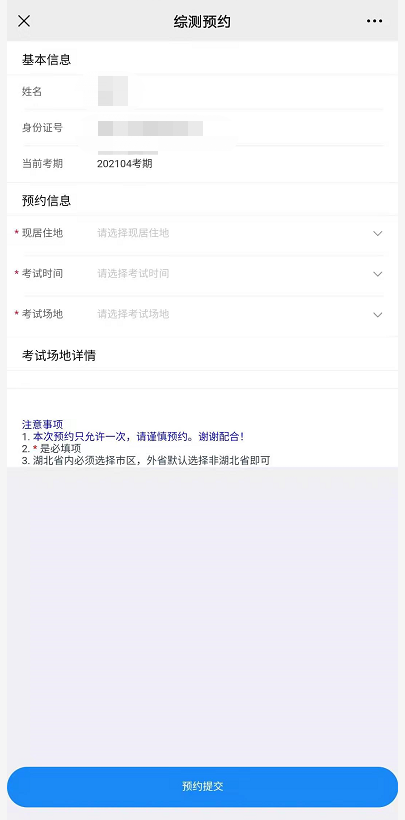 综测预约
基本信息
姓名
身份证号
当前考期 202104考期
预约信息
* 现居住地 请选择现居住地
* 考试时间 请选择考试时间
* 考试场地 请选择考试场地
考试场地详情
注意事项
1. 本次预约只允许一次，请谨慎预约。谢谢配合！
2. * 是必填项
3. 湖北省内必须选择市区，外省默认选择非湖北省即可
预约提交